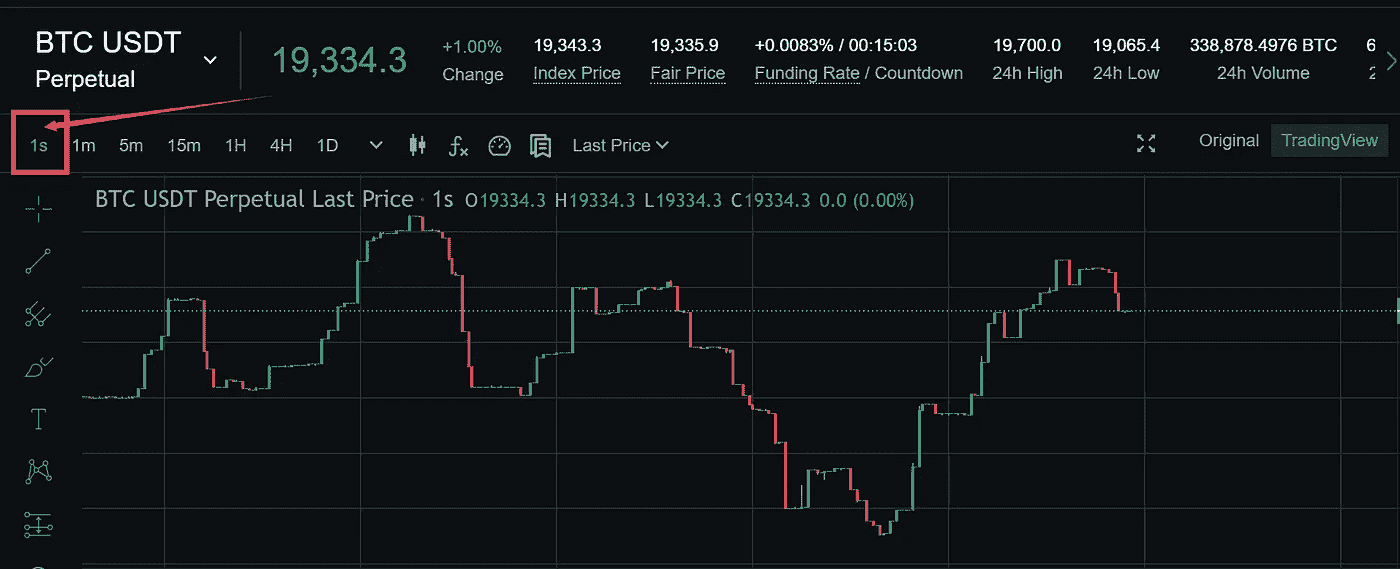 BTC USDT
Perpetual
19,334.3
+1.00%
Change
19,343.3
Index Price
19,335.9
Fair Price
+0.0083% / 00:15:03
Funding Rate / Countdown
19,700.0
24h High
19,065.4
24h Low
338,878.4976 BTC
24h Volume
6
2
1s 1m 5m 15m 1H 4H 1D Last Price Original TradingView
BTC USDT Perpetual Last Price · 1s O19334.3 H19334.3 L19334.3 C19334.3 0.0 (0.00%)